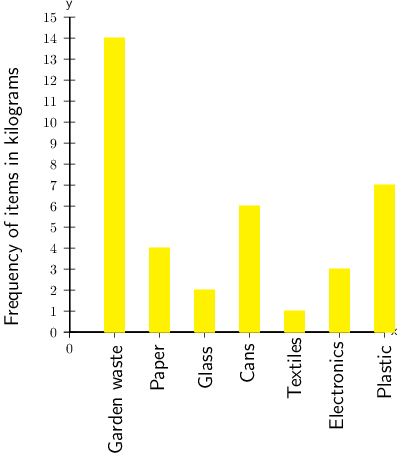 y
15
14
13
12
11
10
9
8
7
6
5
4
3
2
1
0
Frequency of items in kilograms
x
0
Garden waste
Paper
Glass
Cans
Textiles
Electronics
Plastic